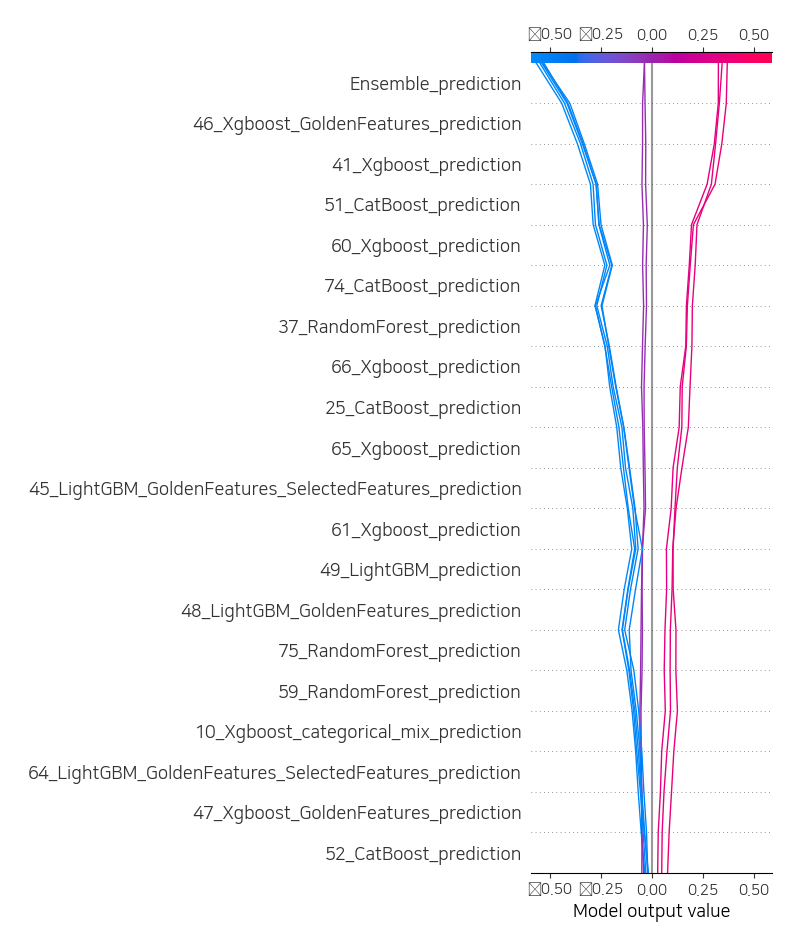 0.50 0.25 0.00 0.25 0.50
Ensemble_prediction
46_Xgboost_GoldenFeatures_prediction
41_Xgboost_prediction
51_CatBoost_prediction
60_Xgboost_prediction
74_CatBoost_prediction
37_RandomForest_prediction
66_Xgboost_prediction
25_CatBoost_prediction
65_Xgboost_prediction
45_LightGBM_GoldenFeatures_SelectedFeatures_prediction
61_Xgboost_prediction
49_LightGBM_prediction
48_LightGBM_GoldenFeatures_prediction
75_RandomForest_prediction
59_RandomForest_prediction
10_Xgboost_categorical_mix_prediction
64_LightGBM_GoldenFeatures_SelectedFeatures_prediction
47_Xgboost_GoldenFeatures_prediction
52_CatBoost_prediction
0.50 0.25 0.00 0.25 0.50
Model output value